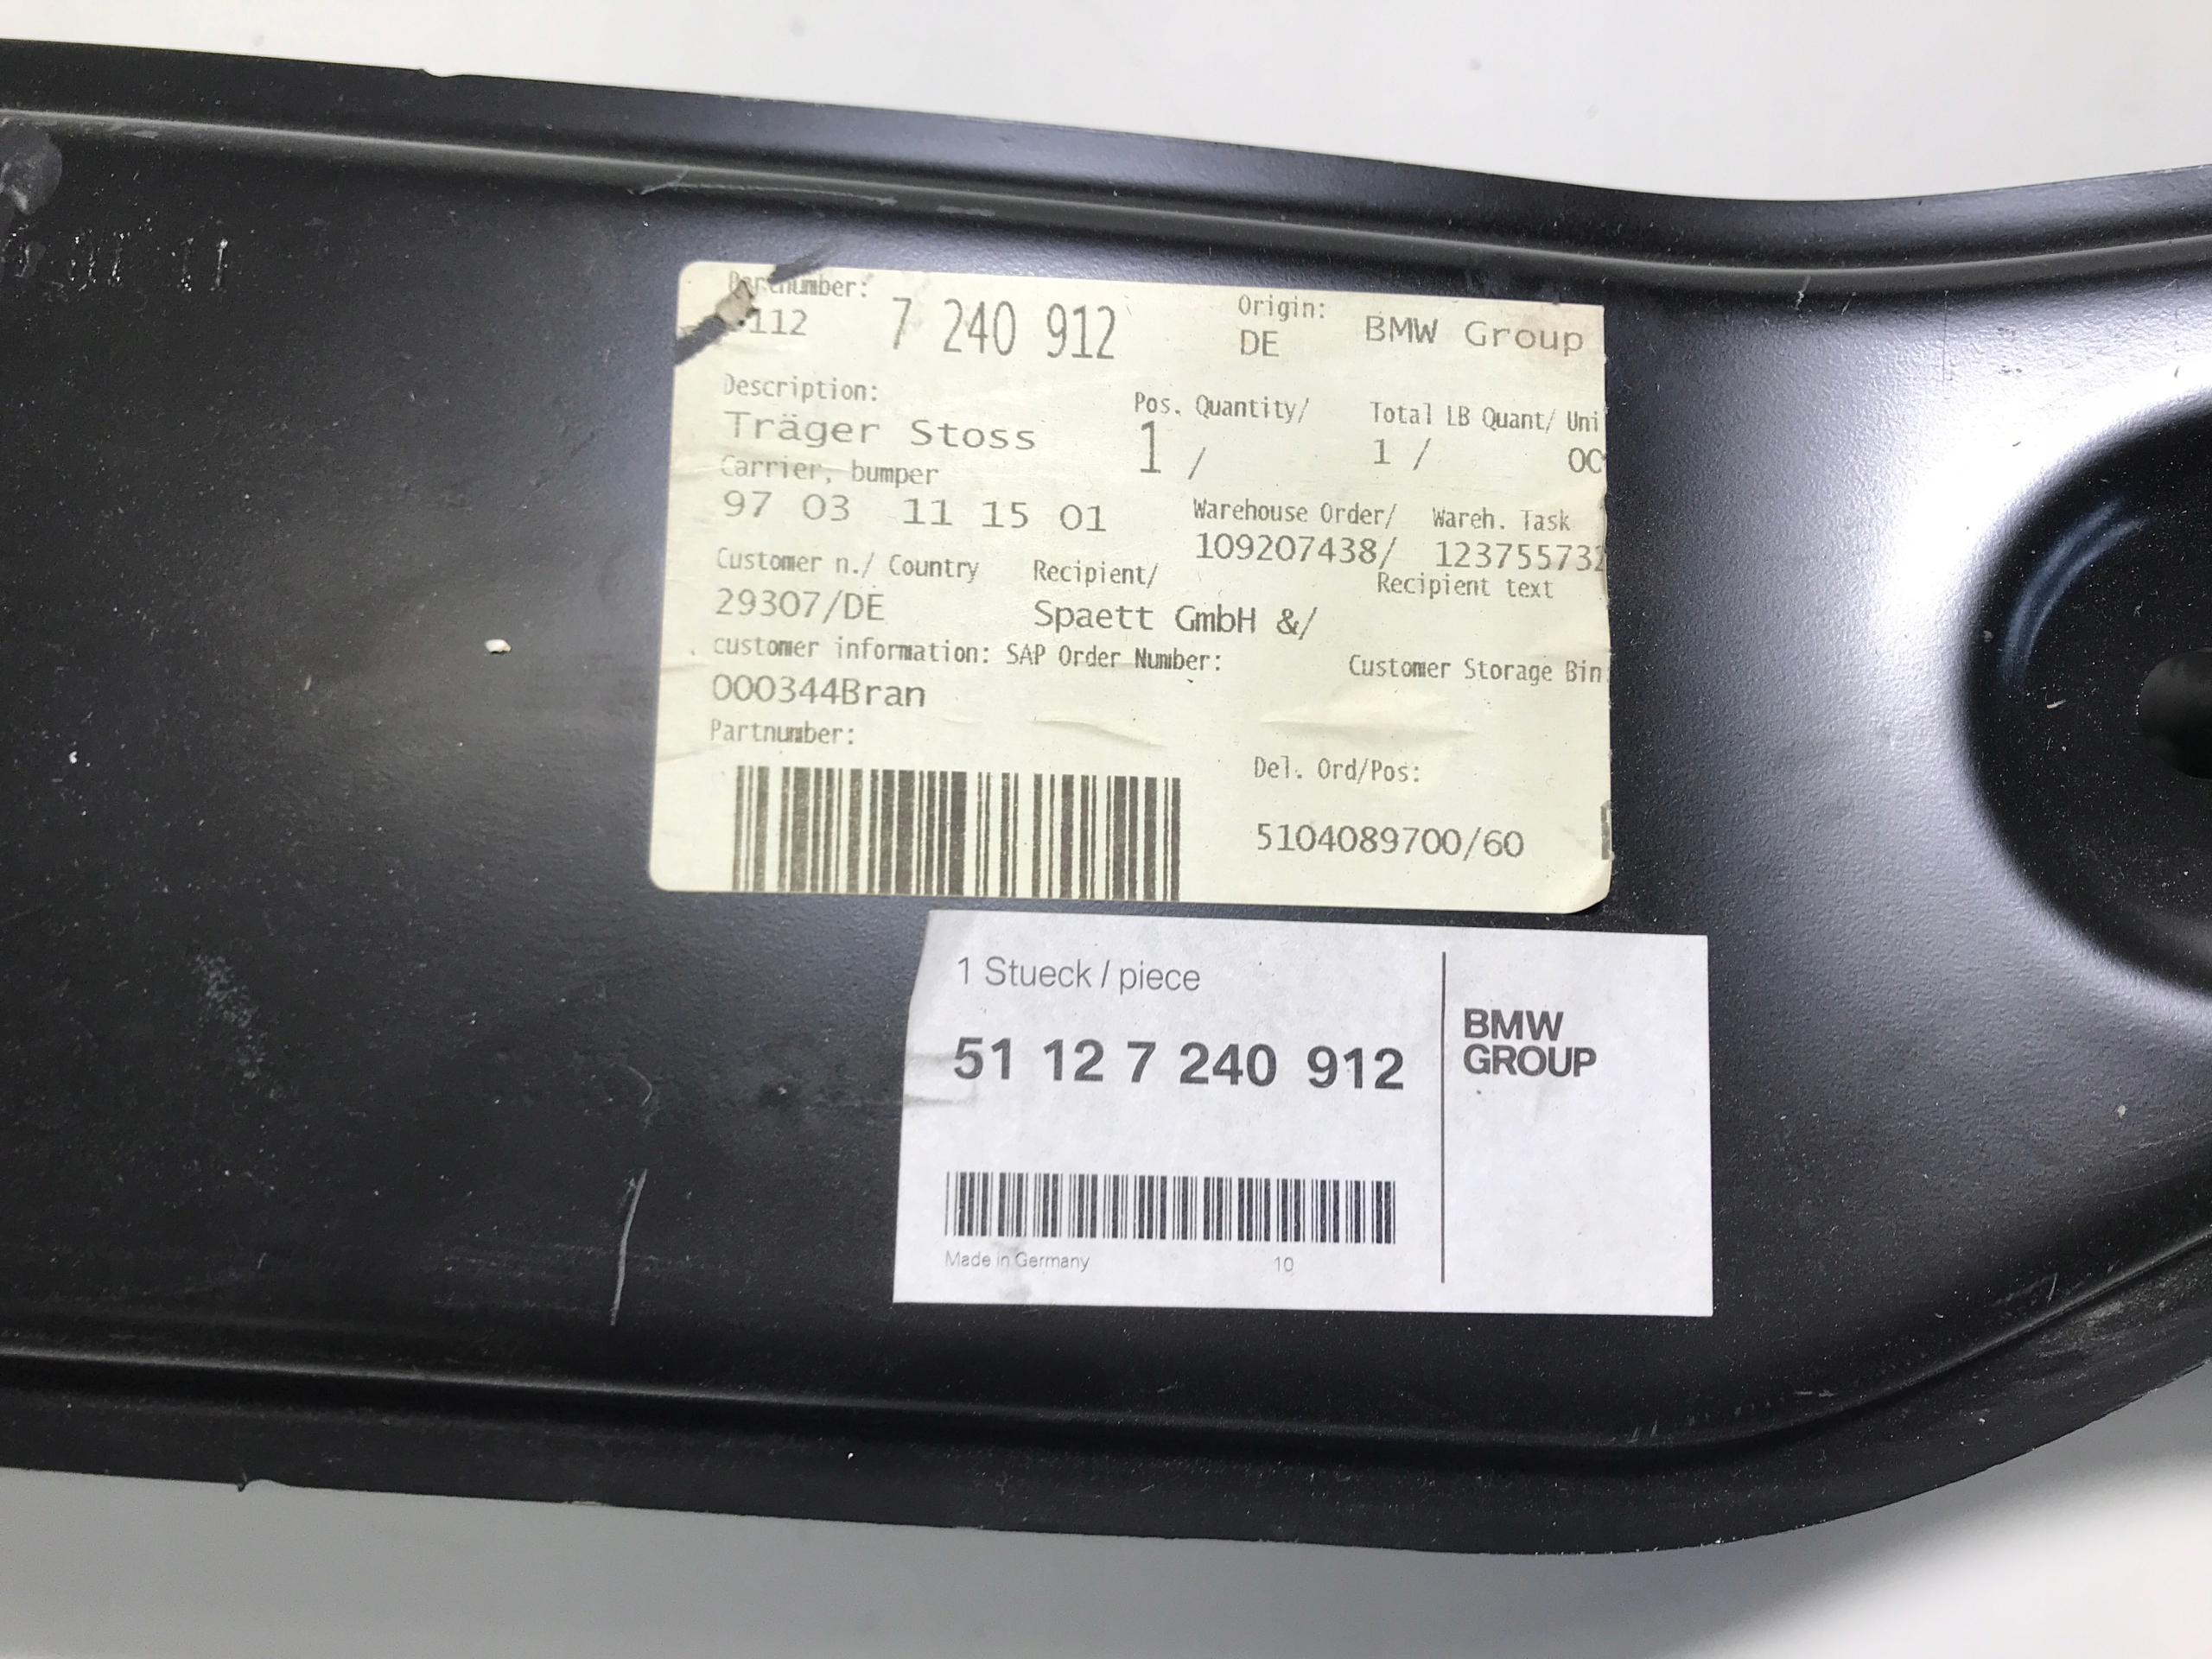 Partnumber:
112 7 240 912
Origin:
DE
BMW Group
Description:
Träger Stoss
Carrier, bumper
97 03 11 15 01
Pos. Quantity/
1 /
Total LB Quant/ Uni
1 /
Warehouse Order/ Wareh. Task
109207438/ 123755732
Customer n./ Country
29307/DE
Recipient/
Spaett GmbH &/
Recipient text
customer information: SAP Order Number:
000344Bran
Customer Storage Bin
Partnumber:
Del. Ord/Pos:
5104089700/60
1 Stueck / piece
51 12 7 240 912
BMW
GROUP
Made in Germany 10